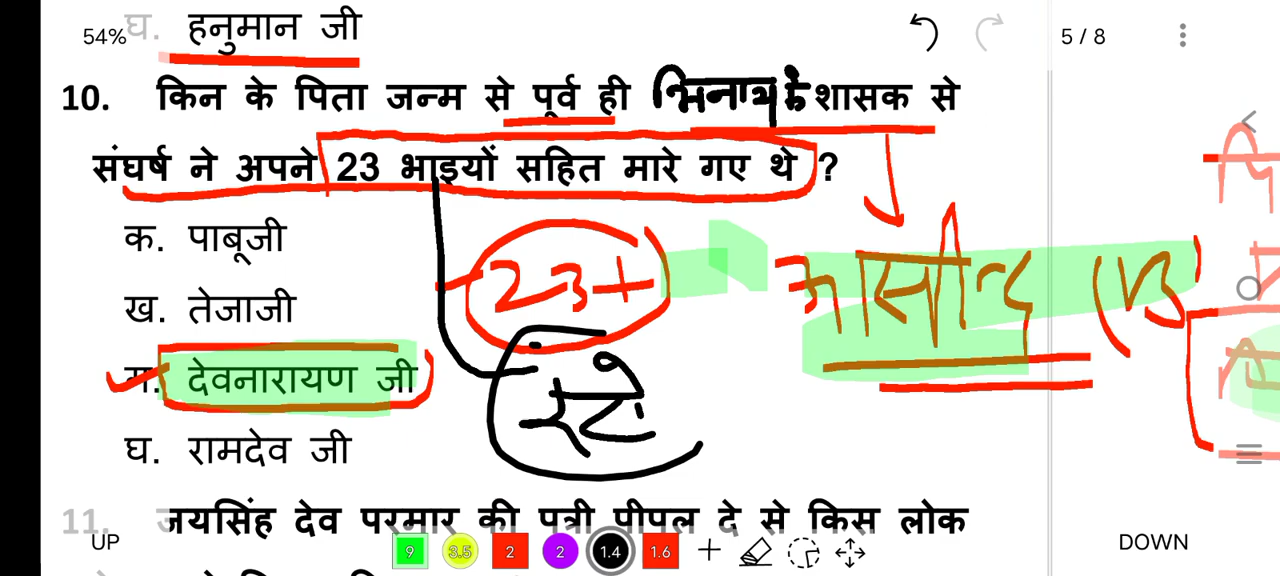 54% घ. हनुमान जी 5 / 8
10. किन के पिता जन्म से पूर्व ही भिनाय के शासक से
संघर्ष ने अपने 23 भाइयों सहित मारे गए थे ?
क. पाबूजी
23+
ख. तेजाजी
ग. देवनारायण जी
घ. रामदेव जी
11. जयसिंह देव परमार की पुत्री पीपल दे से किस लोक
UP 9 3.5 2 2 1.4 1.6 DOWN